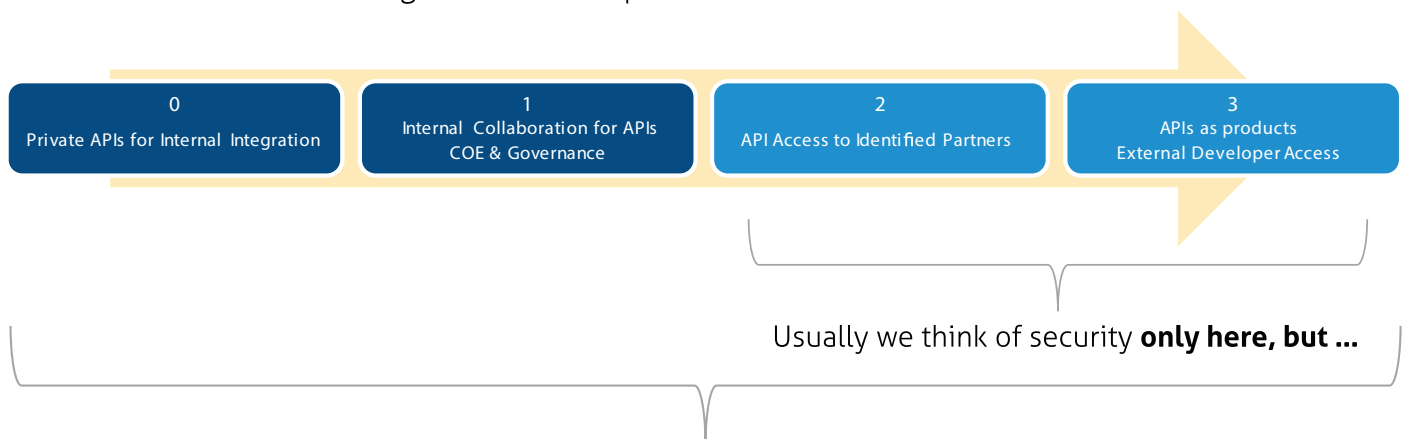 0
Private APIs for Internal Integration
1
Internal Collaboration for APIs
COE & Governance
2
API Access to Identified Partners
3
APIs as products
External Developer Access
Usually we think of security only here, but ...